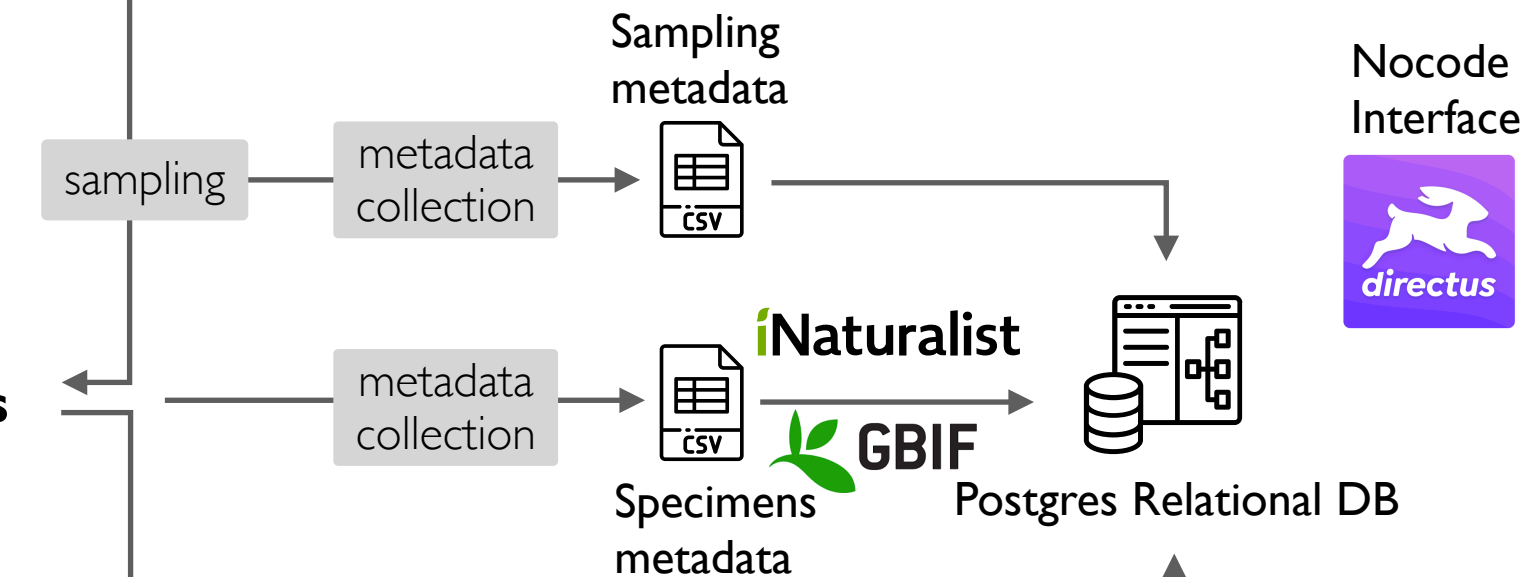 Sampling
metadata
Nocode
Interface
sampling
metadata
collection
CSV
directus
iNaturalist
metadata
collection
CSV
GBIF
s
Specimens
metadata
Postgres Relational DB